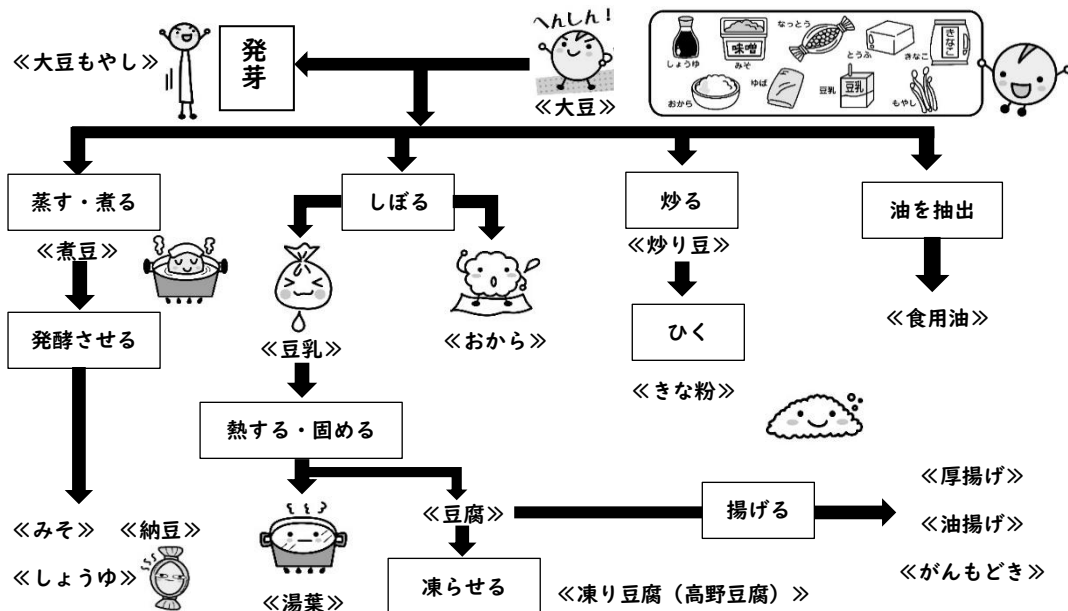 へんしん！
≪大豆もやし≫
発芽
≪大豆≫
しょうゆ
味噌
みそ
なっとう
とうふ
きなこ
きなこ
おから
ゆば
豆乳
豆乳
もやし
蒸す・煮る
しぼる
炒る
油を抽出
≪煮豆≫
≪炒り豆≫
発酵させる
≪豆乳≫
≪おから≫
ひく
≪食用油≫
≪きな粉≫
熱する・固める
≪みそ≫
≪納豆≫
≪しょうゆ≫
≪湯葉≫
≪豆腐≫
揚げる
≪厚揚げ≫
≪油揚げ≫
≪がんもどき≫
凍らせる
≪凍り豆腐（高野豆腐）≫